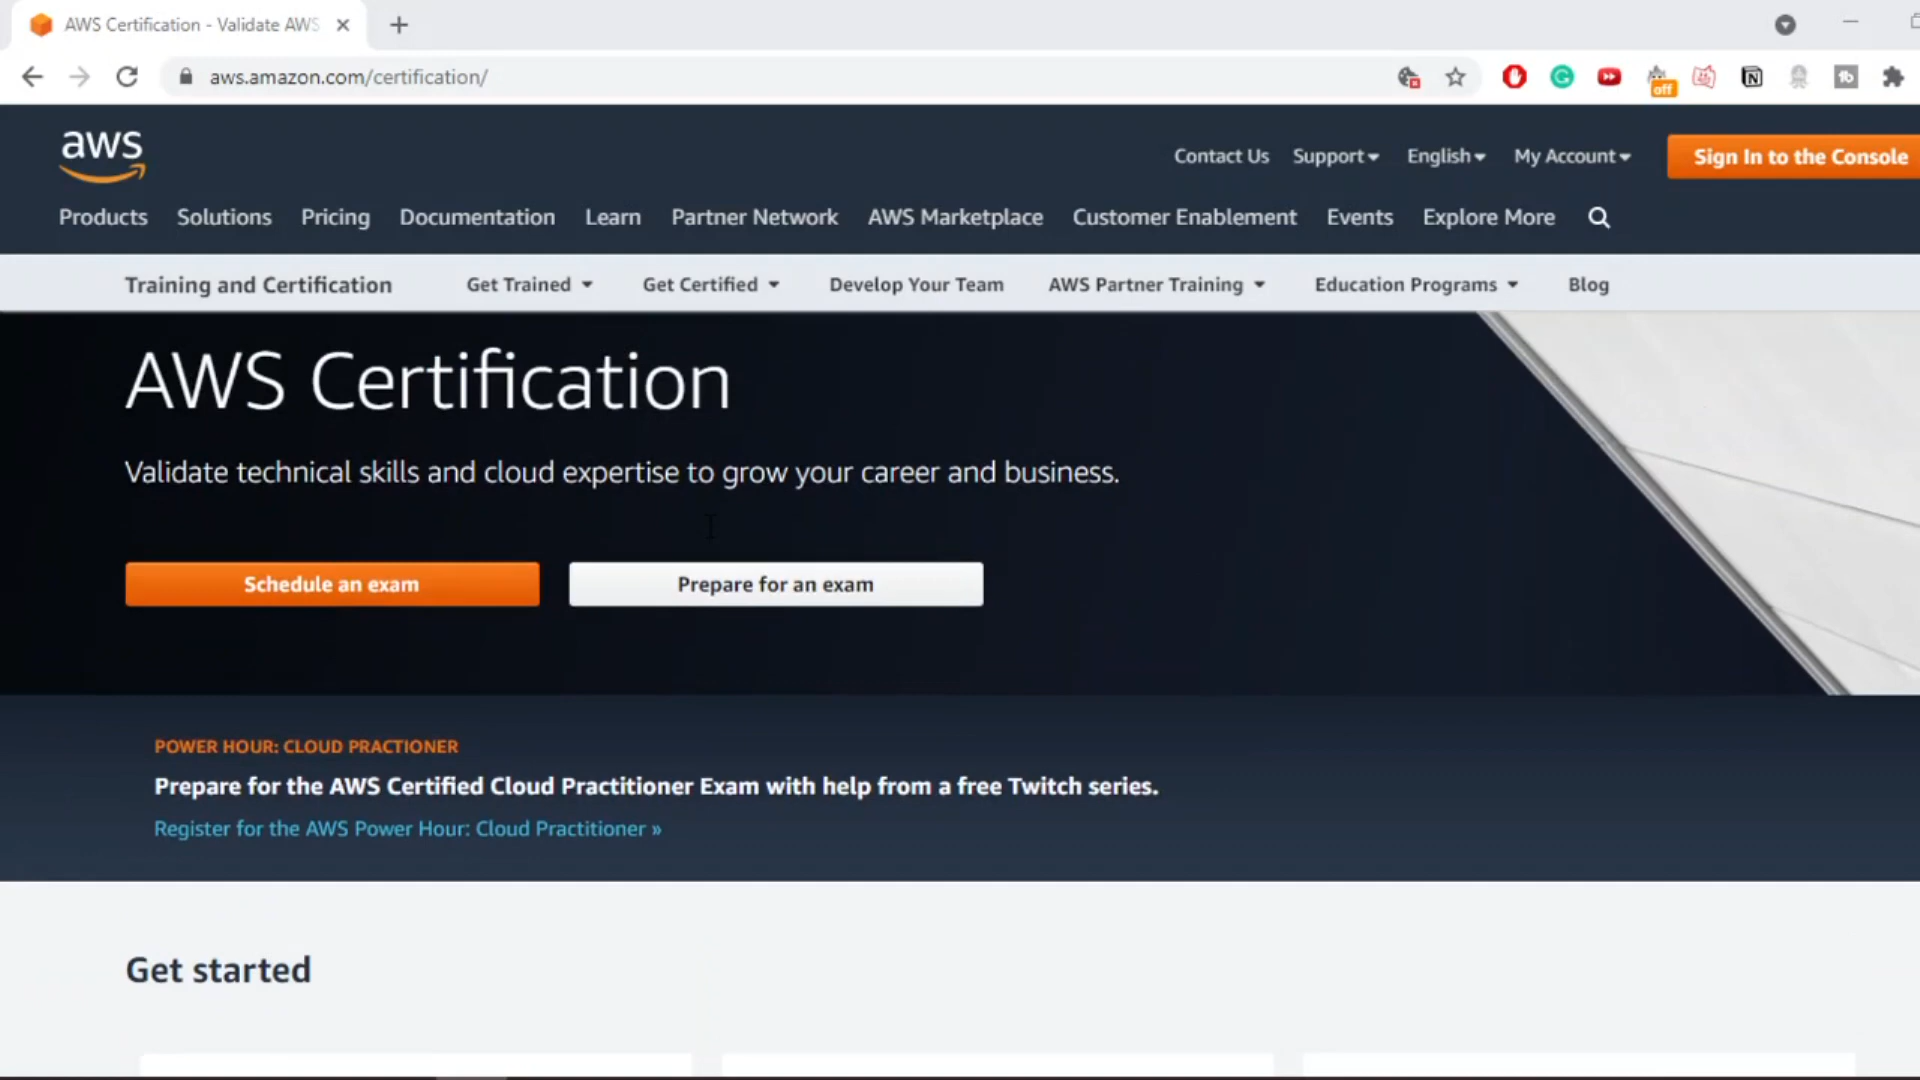 AWS Certification - Validate AWS
aws.amazon.com/certification/
off
N
G
tb
aws
Contact Us Support English My Account Sign In to the Console
Products Solutions Pricing Documentation Learn Partner Network AWS Marketplace Customer Enablement Events Explore More
Training and Certification Get Trained Get Certified Develop Your Team AWS Partner Training Education Programs Blog
AWS Certification
Validate technical skills and cloud expertise to grow your career and business.
Schedule an exam Prepare for an exam
POWER HOUR: CLOUD PRACTIONER
Prepare for the AWS Certified Cloud Practitioner Exam with help from a free Twitch series.
Register for the AWS Power Hour: Cloud Practitioner »
Get started